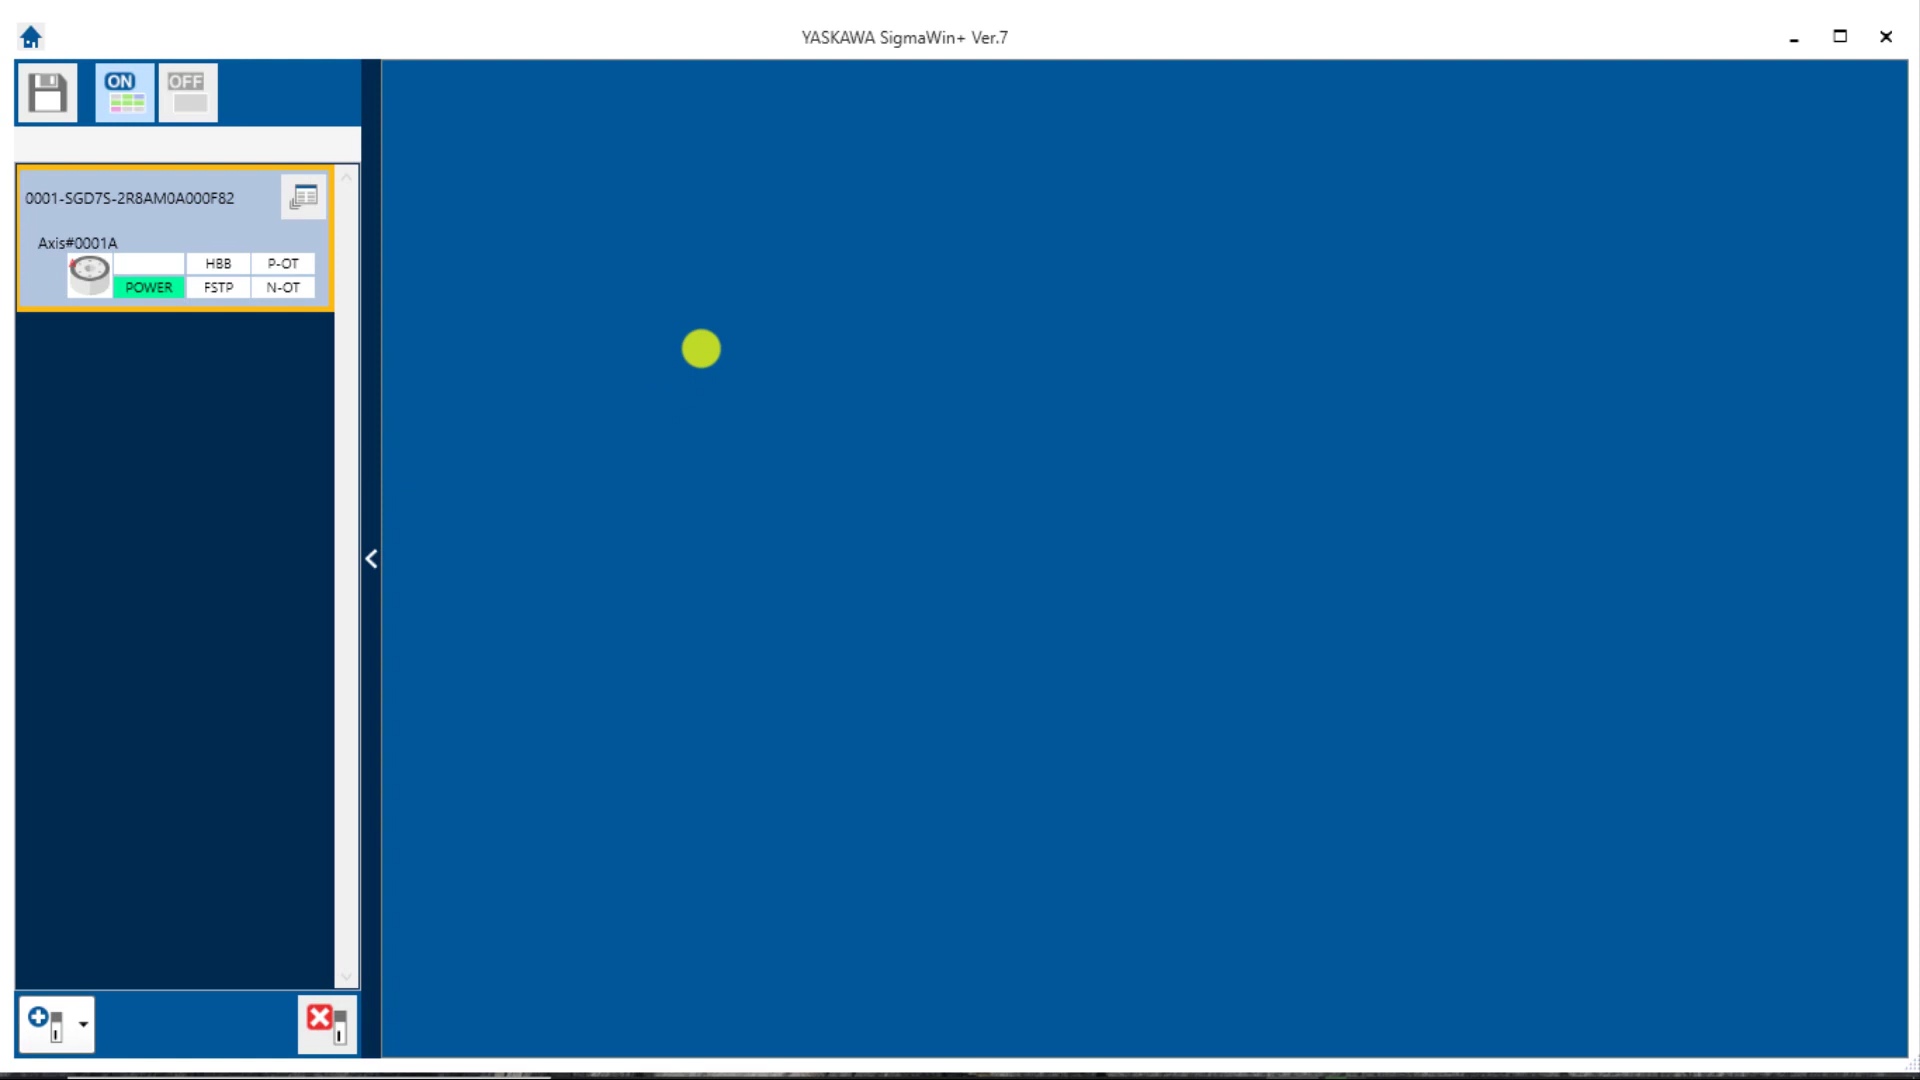 YASKAWA SigmaWin+ Ver.7
ON
OFF
0001-SGD7S-2R8AM0A000F82
Axis#0001A
HBB P-OT
POWER FSTP N-OT